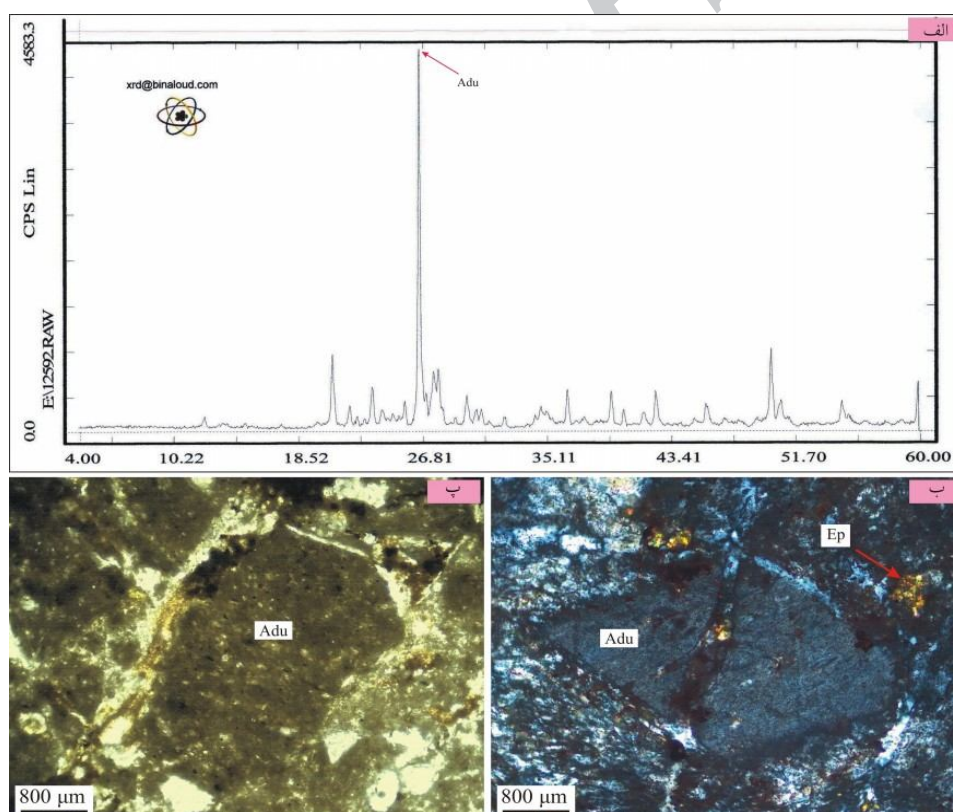 الف
4583.3
Adu
xrd@binaloud.com
CPS Lin
E:\12592.RAW
0.0
4.00 10.22 18.52 26.81 35.11 43.41 51.70 60.00
پ
Adu
800 µm
ب
Ep
Adu
800 µm